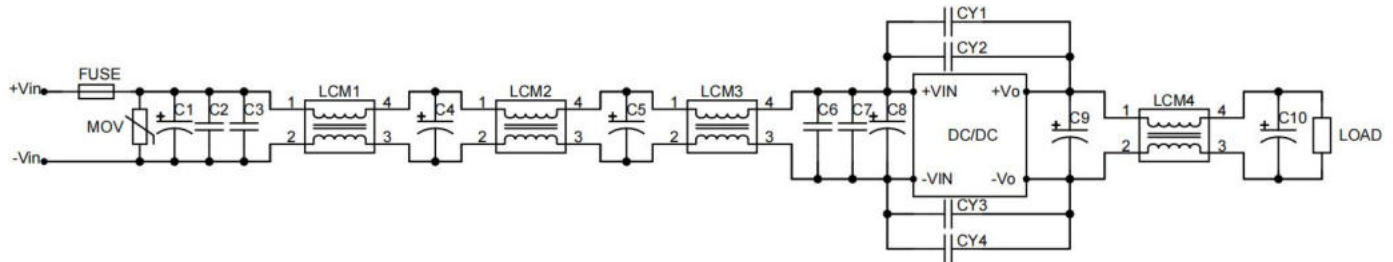 CY1
CY2
FUSE LCM1 LCM2 LCM3
+Vin 1 4 1 4 1 4 +VIN +Vo 1 LCM4 4
MOV + C1 C2 C3 + C4 + C5 C6 C7 + C8 DC/DC + C9 + C10 LOAD
-Vin 2 3 2 3 2 3 -VIN -Vo 2 3
CY3
CY4